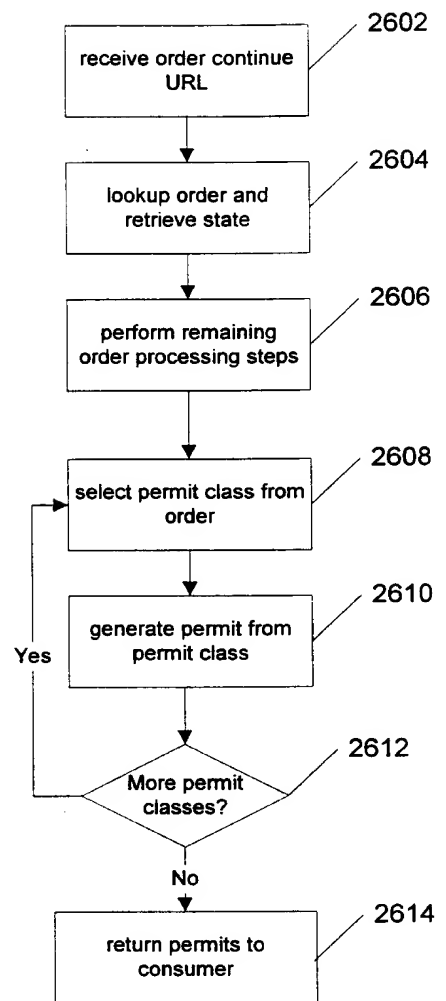 2602
receive order continue
URL
2604
lookup order and
retrieve state
2606
perform remaining
order processing steps
2608
select permit class from
order
2610
generate permit from
permit class
Yes
2612
More permit
classes?
No
2614
return permits to
consumer